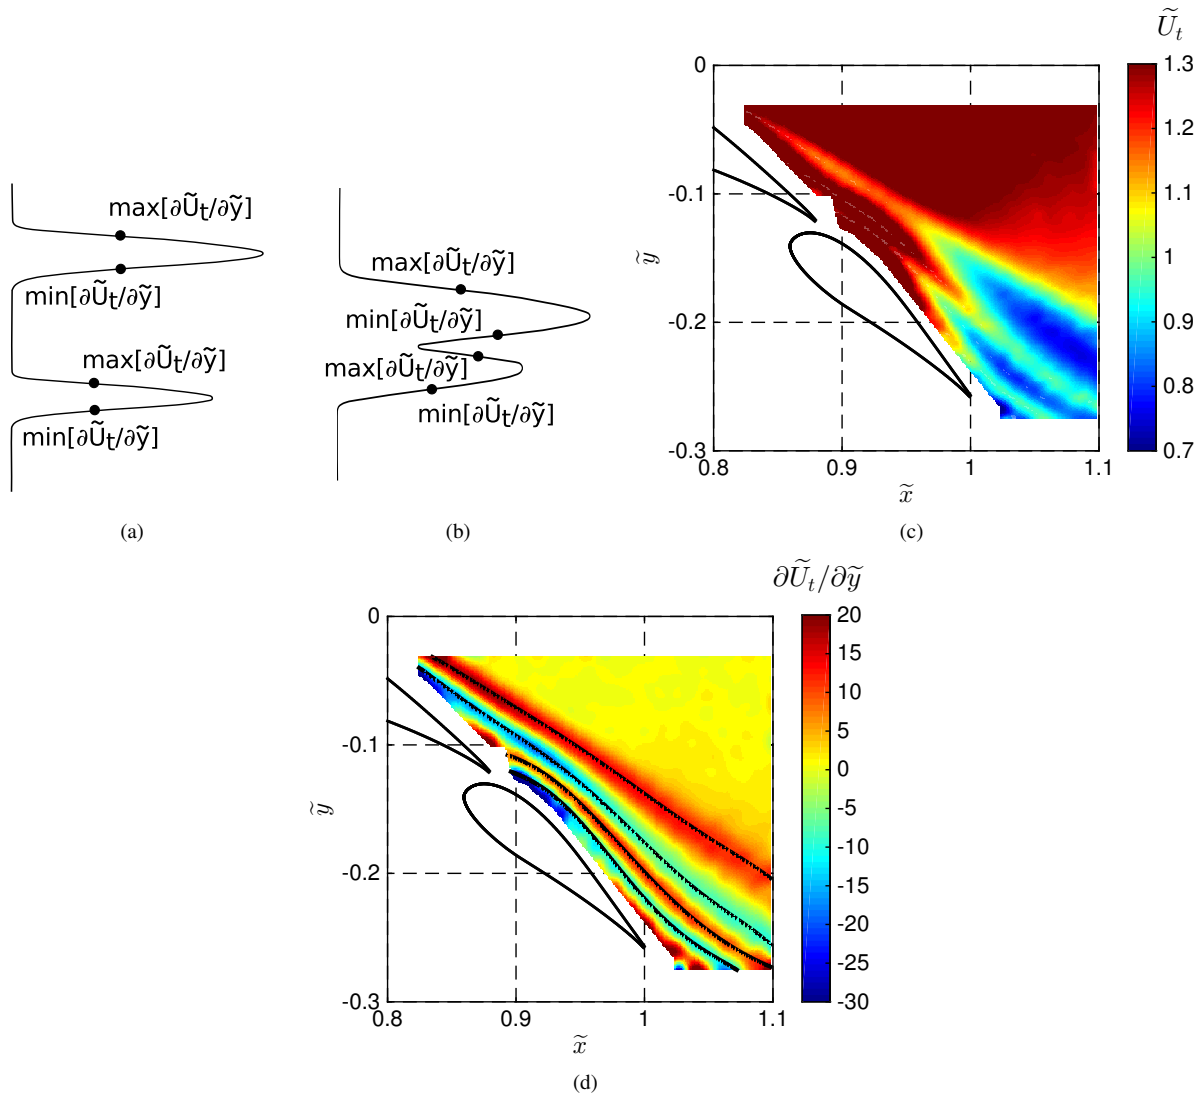 max[∂Ũt/∂ỹ]
min[∂Ũt/∂ỹ]
max[∂Ũt/∂ỹ]
min[∂Ũt/∂ỹ]
(a)
max[∂Ũt/∂ỹ]
min[∂Ũt/∂ỹ]
max[∂Ũt/∂ỹ]
min[∂Ũt/∂ỹ]
(b)
Ũt
0
-0.1
-0.2
-0.3
ỹ
0.8 0.9 1 1.1
x̃
1.3
1.2
1.1
1
0.9
0.8
0.7
(c)
∂Ũt/∂ỹ
0
-0.1
-0.2
-0.3
ỹ
0.8 0.9 1 1.1
x̃
20
15
10
5
0
-5
-10
-15
-20
-25
-30
(d)